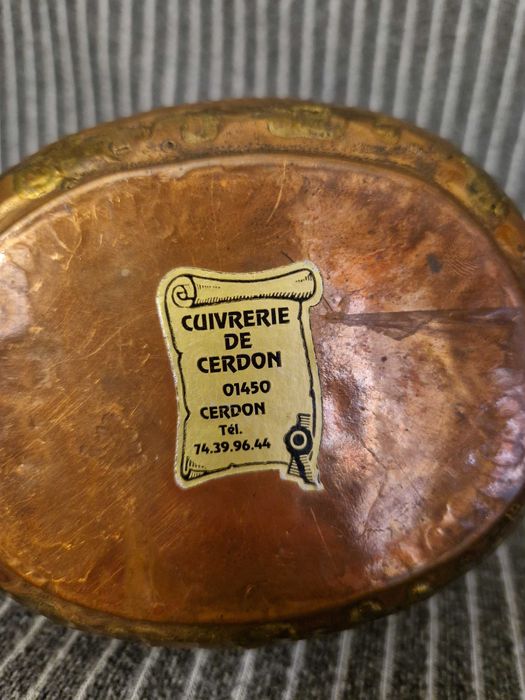 CUIVRERIE
DE
CERDON
01450
CERDON
Tél.
74.39.96.44